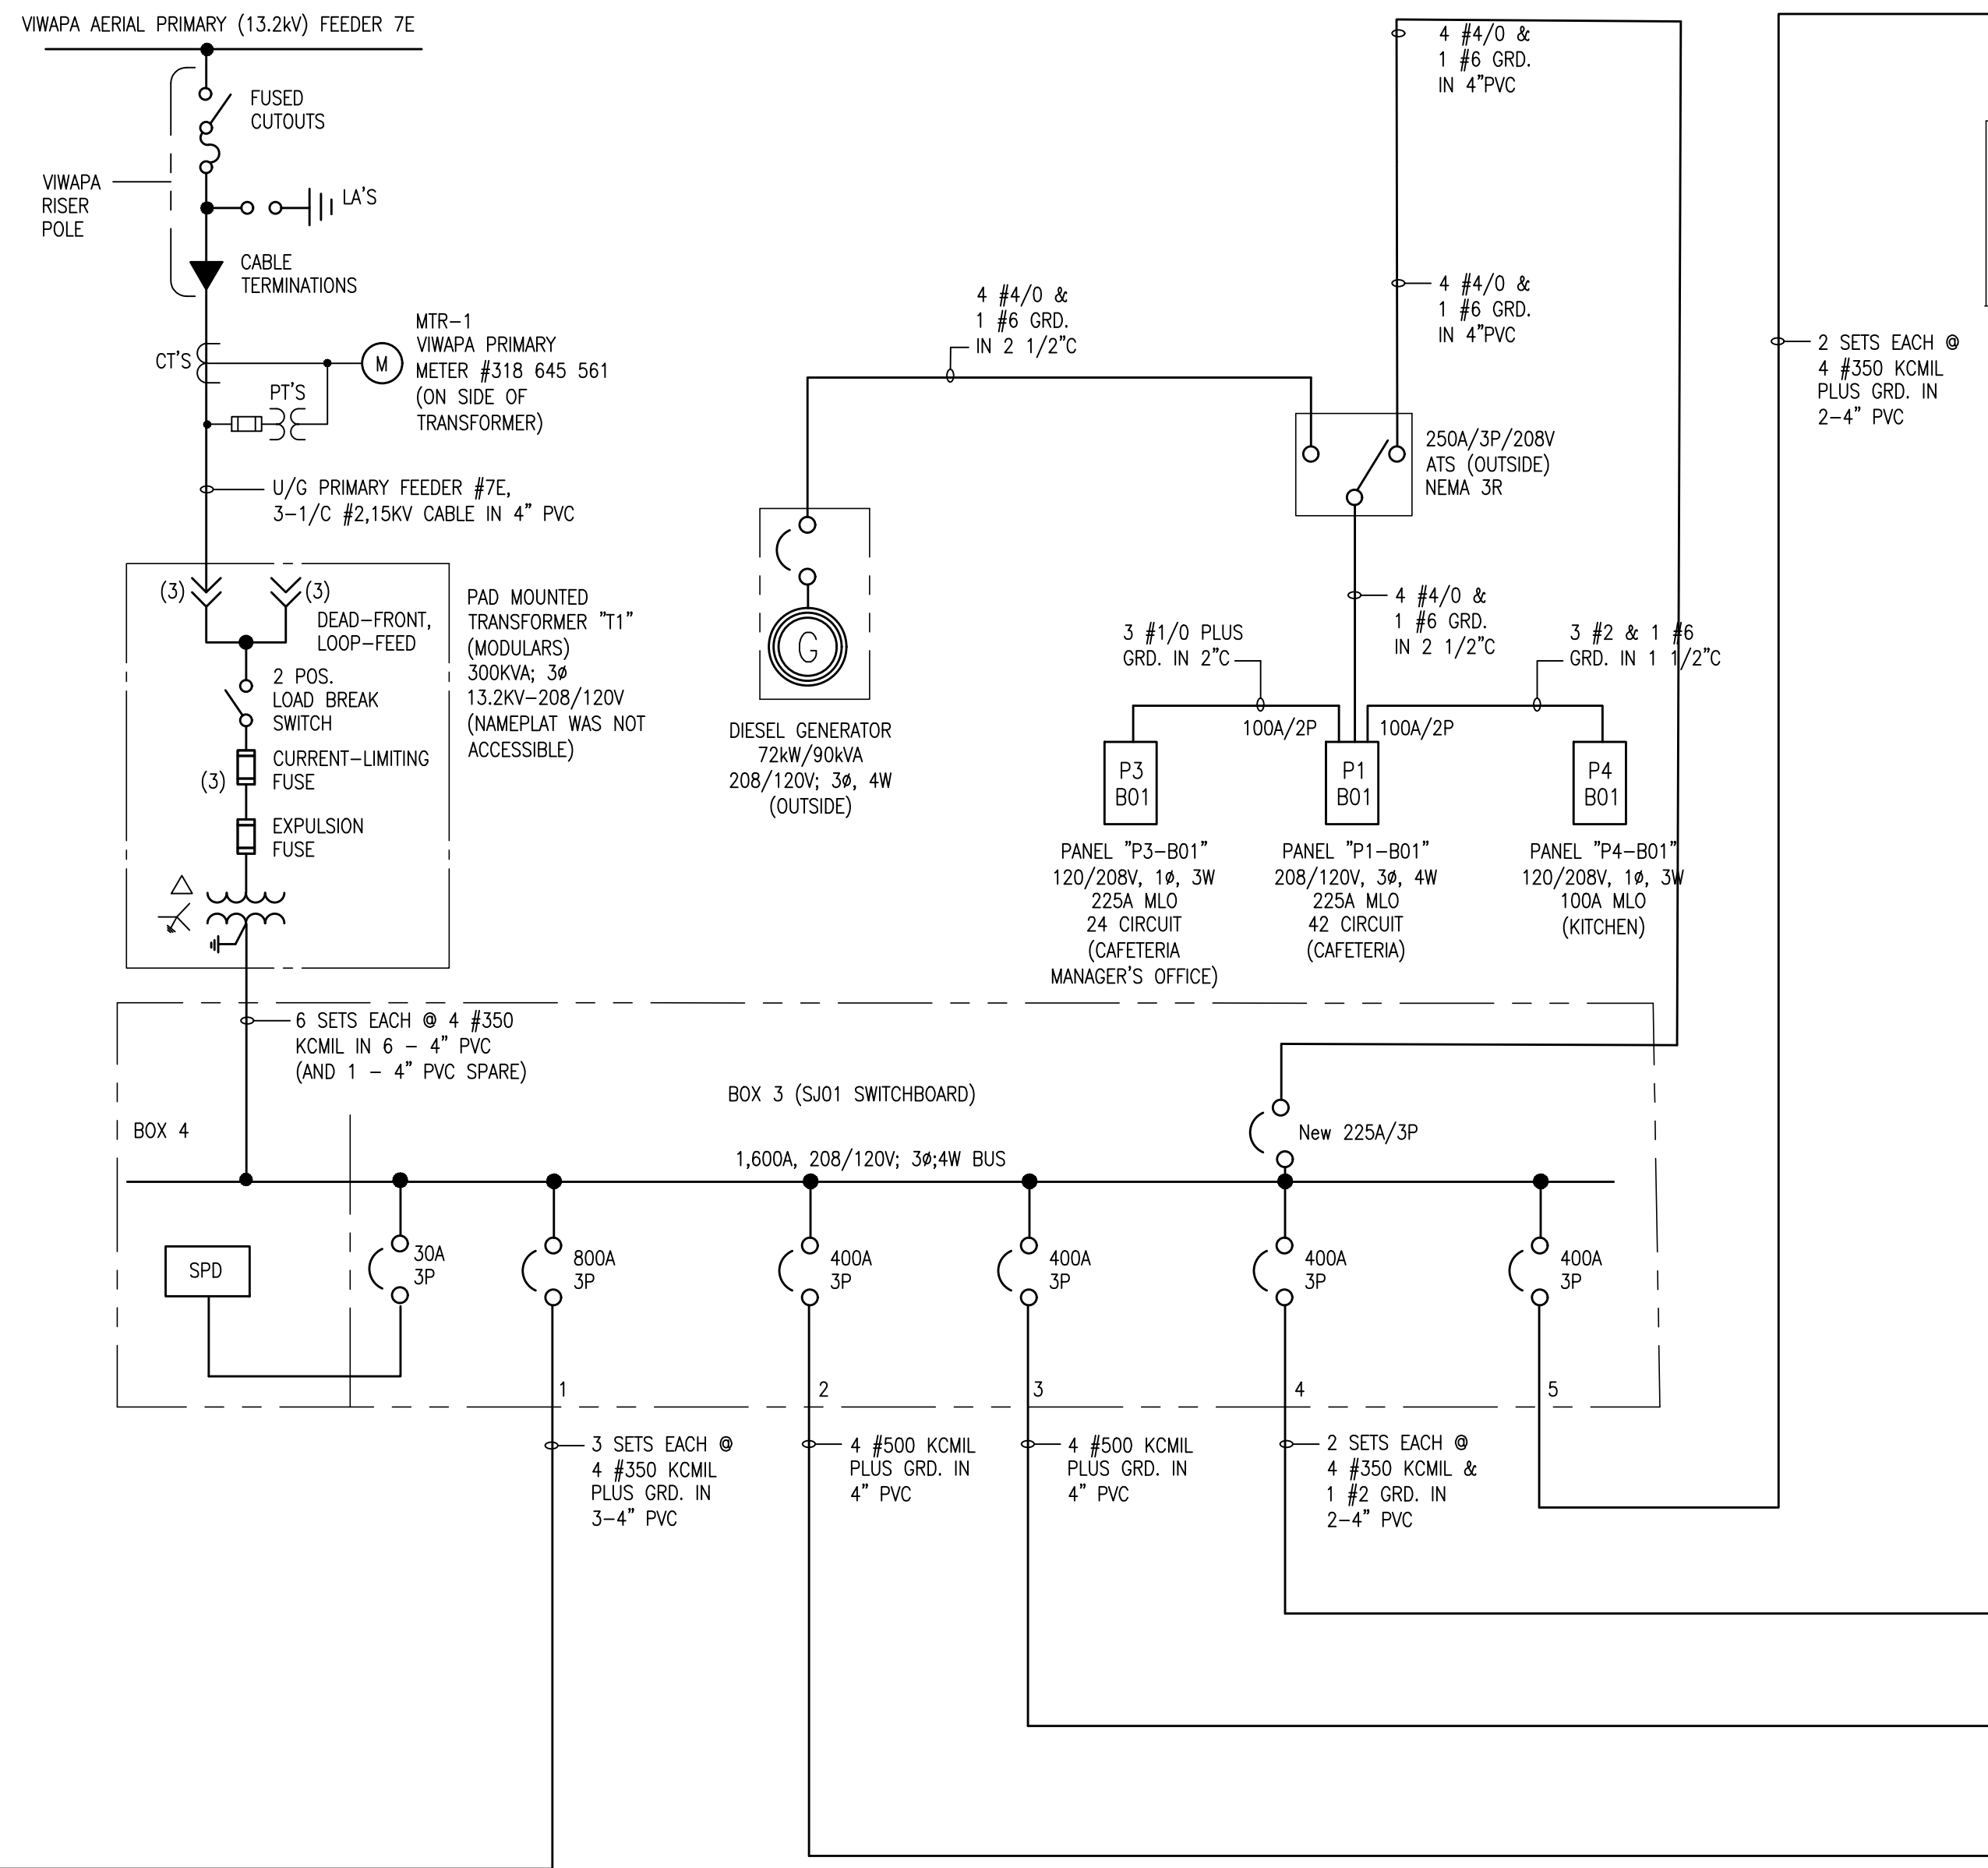 VIWAPA AERIAL PRIMARY (13.2kV) FEEDER 7E
FUSED
CUTOUTS
VIWAPA
RISER
POLE
LA'S
CABLE
TERMINATIONS
CT'S
M
PT'S
MTR-1
VIWAPA PRIMARY
METER #318 645 561
(ON SIDE OF
TRANSFORMER)
U/G PRIMARY FEEDER #7E,
3-1/C #2,15KV CABLE IN 4" PVC
(3)
(3)
DEAD-FRONT,
LOOP-FEED
2 POS.
LOAD BREAK
SWITCH
CURRENT-LIMITING
FUSE
(3)
EXPULSION
FUSE
PAD MOUNTED
TRANSFORMER "T1"
(MODULARS)
300KVA; 3ø
13.2KV-208/120V
(NAMEPLAT WAS NOT
ACCESSIBLE)
4 #4/0 &
1 #6 GRD.
IN 2 1/2"C
G
DIESEL GENERATOR
72kW/90kVA
208/120V; 3ø, 4W
(OUTSIDE)
4 #4/0 &
1 #6 GRD.
IN 4"PVC
4 #4/0 &
1 #6 GRD.
IN 4"PVC
250A/3P/208V
ATS (OUTSIDE)
NEMA 3R
4 #4/0 &
1 #6 GRD.
IN 2 1/2"C
3 #1/0 PLUS
GRD. IN 2"C
3 #2 & 1 #6
GRD. IN 1 1/2"C
100A/2P
100A/2P
P3
B01
P1
B01
P4
B01
PANEL "P3-B01"
120/208V, 1ø, 3W
225A MLO
24 CIRCUIT
(CAFETERIA
MANAGER'S OFFICE)
PANEL "P1-B01"
208/120V, 3ø, 4W
225A MLO
42 CIRCUIT
(CAFETERIA)
PANEL "P4-B01"
120/208V, 1ø, 3W
100A MLO
(KITCHEN)
2 SETS EACH @
4 #350 KCMIL
PLUS GRD. IN
2-4" PVC
6 SETS EACH @ 4 #350
KCMIL IN 6 - 4" PVC
(AND 1 - 4" PVC SPARE)
BOX 3 (SJ01 SWITCHBOARD)
BOX 4
New 225A/3P
1,600A, 208/120V; 3ø;4W BUS
SPD
30A
3P
800A
3P
400A
3P
400A
3P
400A
3P
400A
3P
1
2
3
4
5
3 SETS EACH @
4 #350 KCMIL
PLUS GRD. IN
3-4" PVC
4 #500 KCMIL
PLUS GRD. IN
4" PVC
4 #500 KCMIL
PLUS GRD. IN
4" PVC
2 SETS EACH @
4 #350 KCMIL &
1 #2 GRD. IN
2-4" PVC